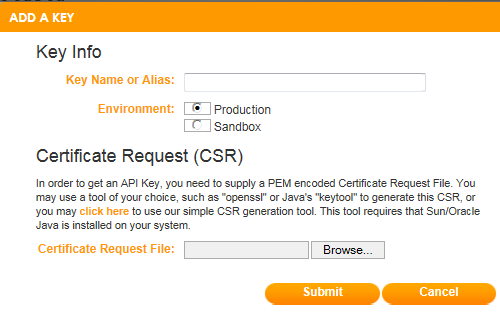 ADD A KEY
Key Info
Key Name or Alias:
Environment: Production
Sandbox
Certificate Request (CSR)
In order to get an API Key, you need to supply a PEM encoded Certificate Request File. You
may use a tool of your choice, such as "openssl" or Java's "keytool" to generate this CSR, or
you may click here to use our simple CSR generation tool. This tool requires that Sun/Oracle
Java is installed on your system.
Certificate Request File: Browse...
Submit Cancel